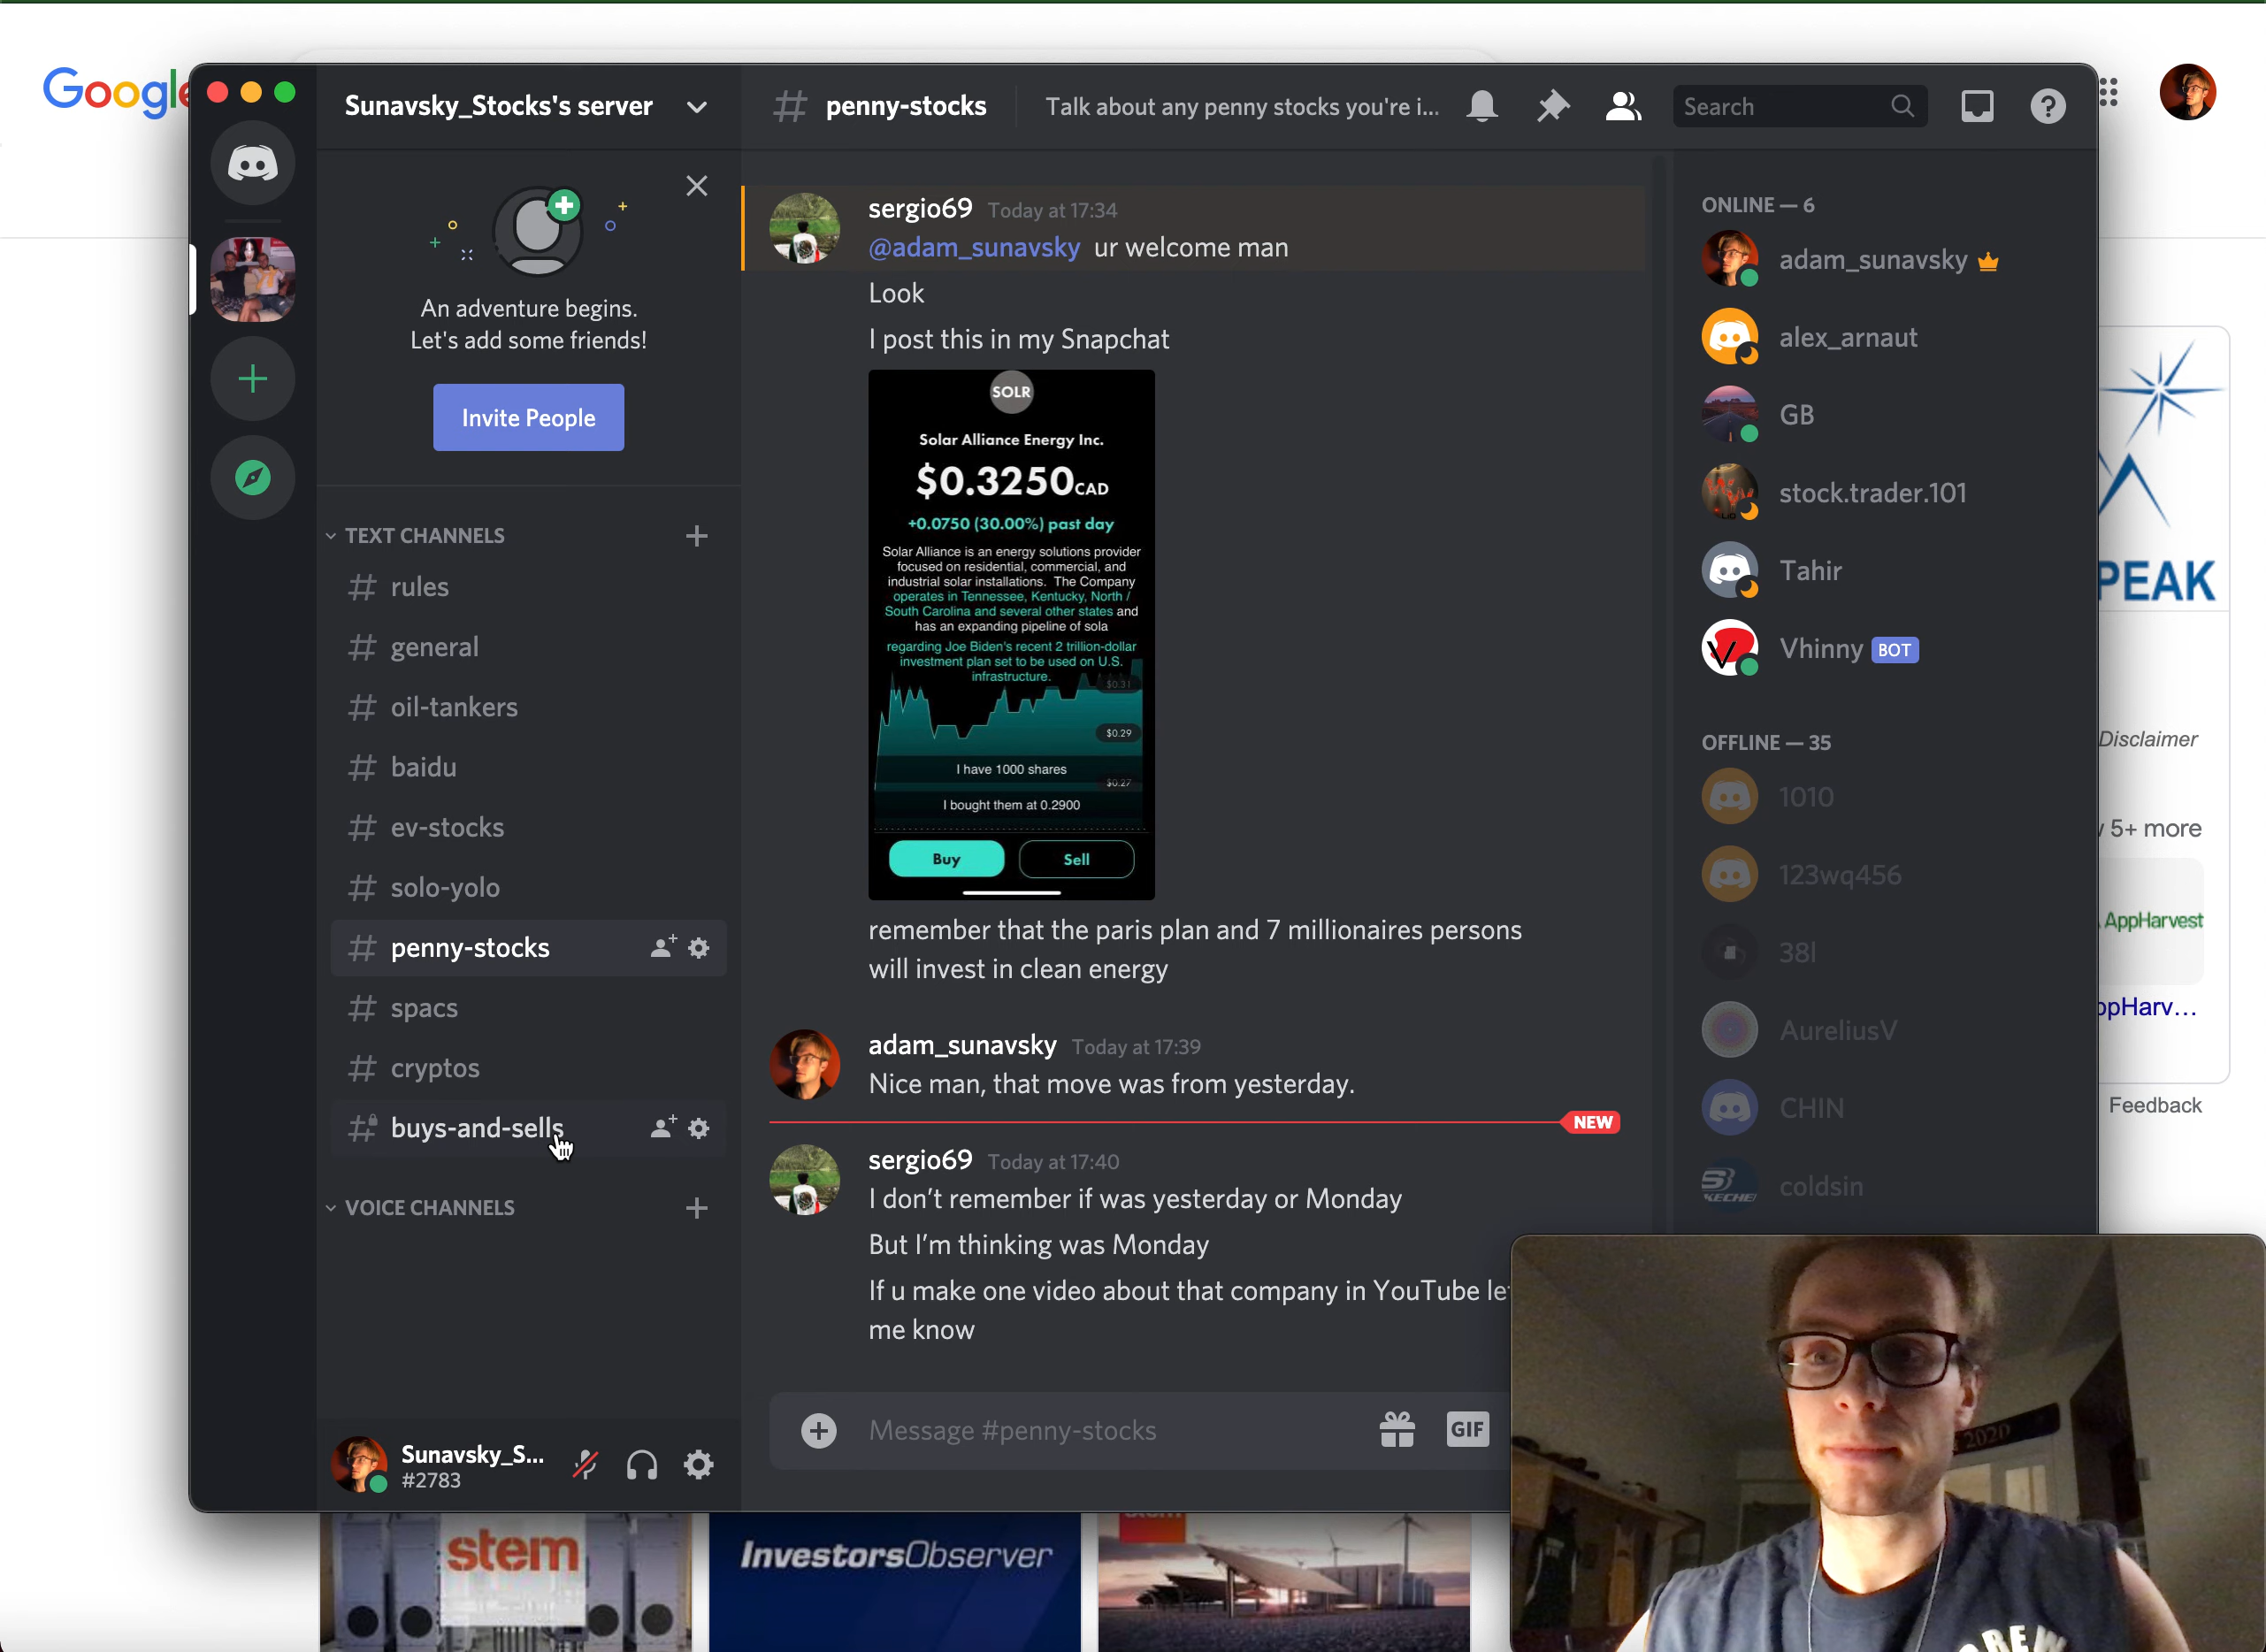 Google
Sunavsky_Stocks's server
penny-stocks
Talk about any penny stocks you're i...
Search
An adventure begins.
Let's add some friends!
Invite People
TEXT CHANNELS
rules
general
oil-tankers
baidu
ev-stocks
solo-yolo
penny-stocks
spacs
cryptos
buys-and-sells
VOICE CHANNELS
Sunavsky_S...
#2783
sergio69 Today at 17:34
@adam_sunavsky ur welcome man
Look
I post this in my Snapchat
SOLR
Solar Alliance Energy Inc.
$0.3250CAD
+0.0750 (30.00%) past day
Solar Alliance is an energy solutions provider
focused on residential, commercial, and
industrial solar installations. The Company
operates in Tennessee, Kentucky, North /
South Carolina and several other states and
has an expanding pipeline of sola
regarding Joe Biden's recent 2 trillion-dollar
investment plan set to be used on U.S.
infrastructure.
$0.31
$0.29
I have 1000 shares
$0.27
I bought them at 0.2900
Buy
Sell
remember that the paris plan and 7 millionaires persons
will invest in clean energy
adam_sunavsky Today at 17:39
Nice man, that move was from yesterday.
NEW
sergio69 Today at 17:40
I don't remember if was yesterday or Monday
But I'm thinking was Monday
If u make one video about that company in YouTube let
me know
Message #penny-stocks
GIF
ONLINE — 6
adam_sunavsky
alex_arnaut
GB
stock.trader.101
Tahir
Vhinny BOT
OFFLINE — 35
1010
123wq456
38l
AureliusV
CHIN
coldsin
PEAK
Disclaimer
5+ more
AppHarvest
ppHarv...
Feedback
stem
InvestorsObserver
2020